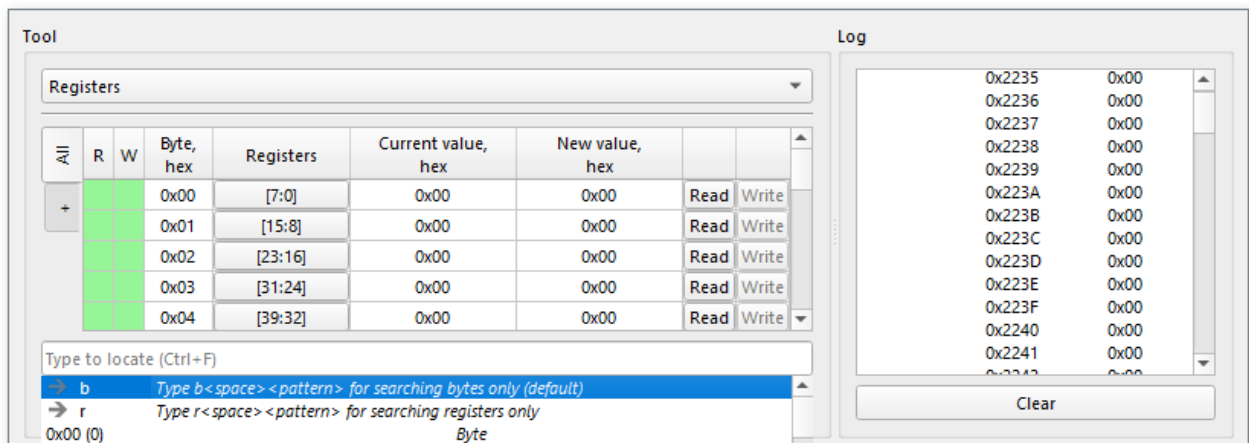 Tool
Registers
All R W Byte, hex Registers Current value, hex New value, hex
+
0x00 [7:0] 0x00 0x00 Read Write
0x01 [15:8] 0x00 0x00 Read Write
0x02 [23:16] 0x00 0x00 Read Write
0x03 [31:24] 0x00 0x00 Read Write
0x04 [39:32] 0x00 0x00 Read Write
Type to locate (Ctrl+F)
b Type b<space><pattern> for searching bytes only (default)
r Type r<space><pattern> for searching registers only
0x00 (0) Byte
Log
0x2235 0x00
0x2236 0x00
0x2237 0x00
0x2238 0x00
0x2239 0x00
0x223A 0x00
0x223B 0x00
0x223C 0x00
0x223D 0x00
0x223E 0x00
0x223F 0x00
0x2240 0x00
0x2241 0x00
Clear